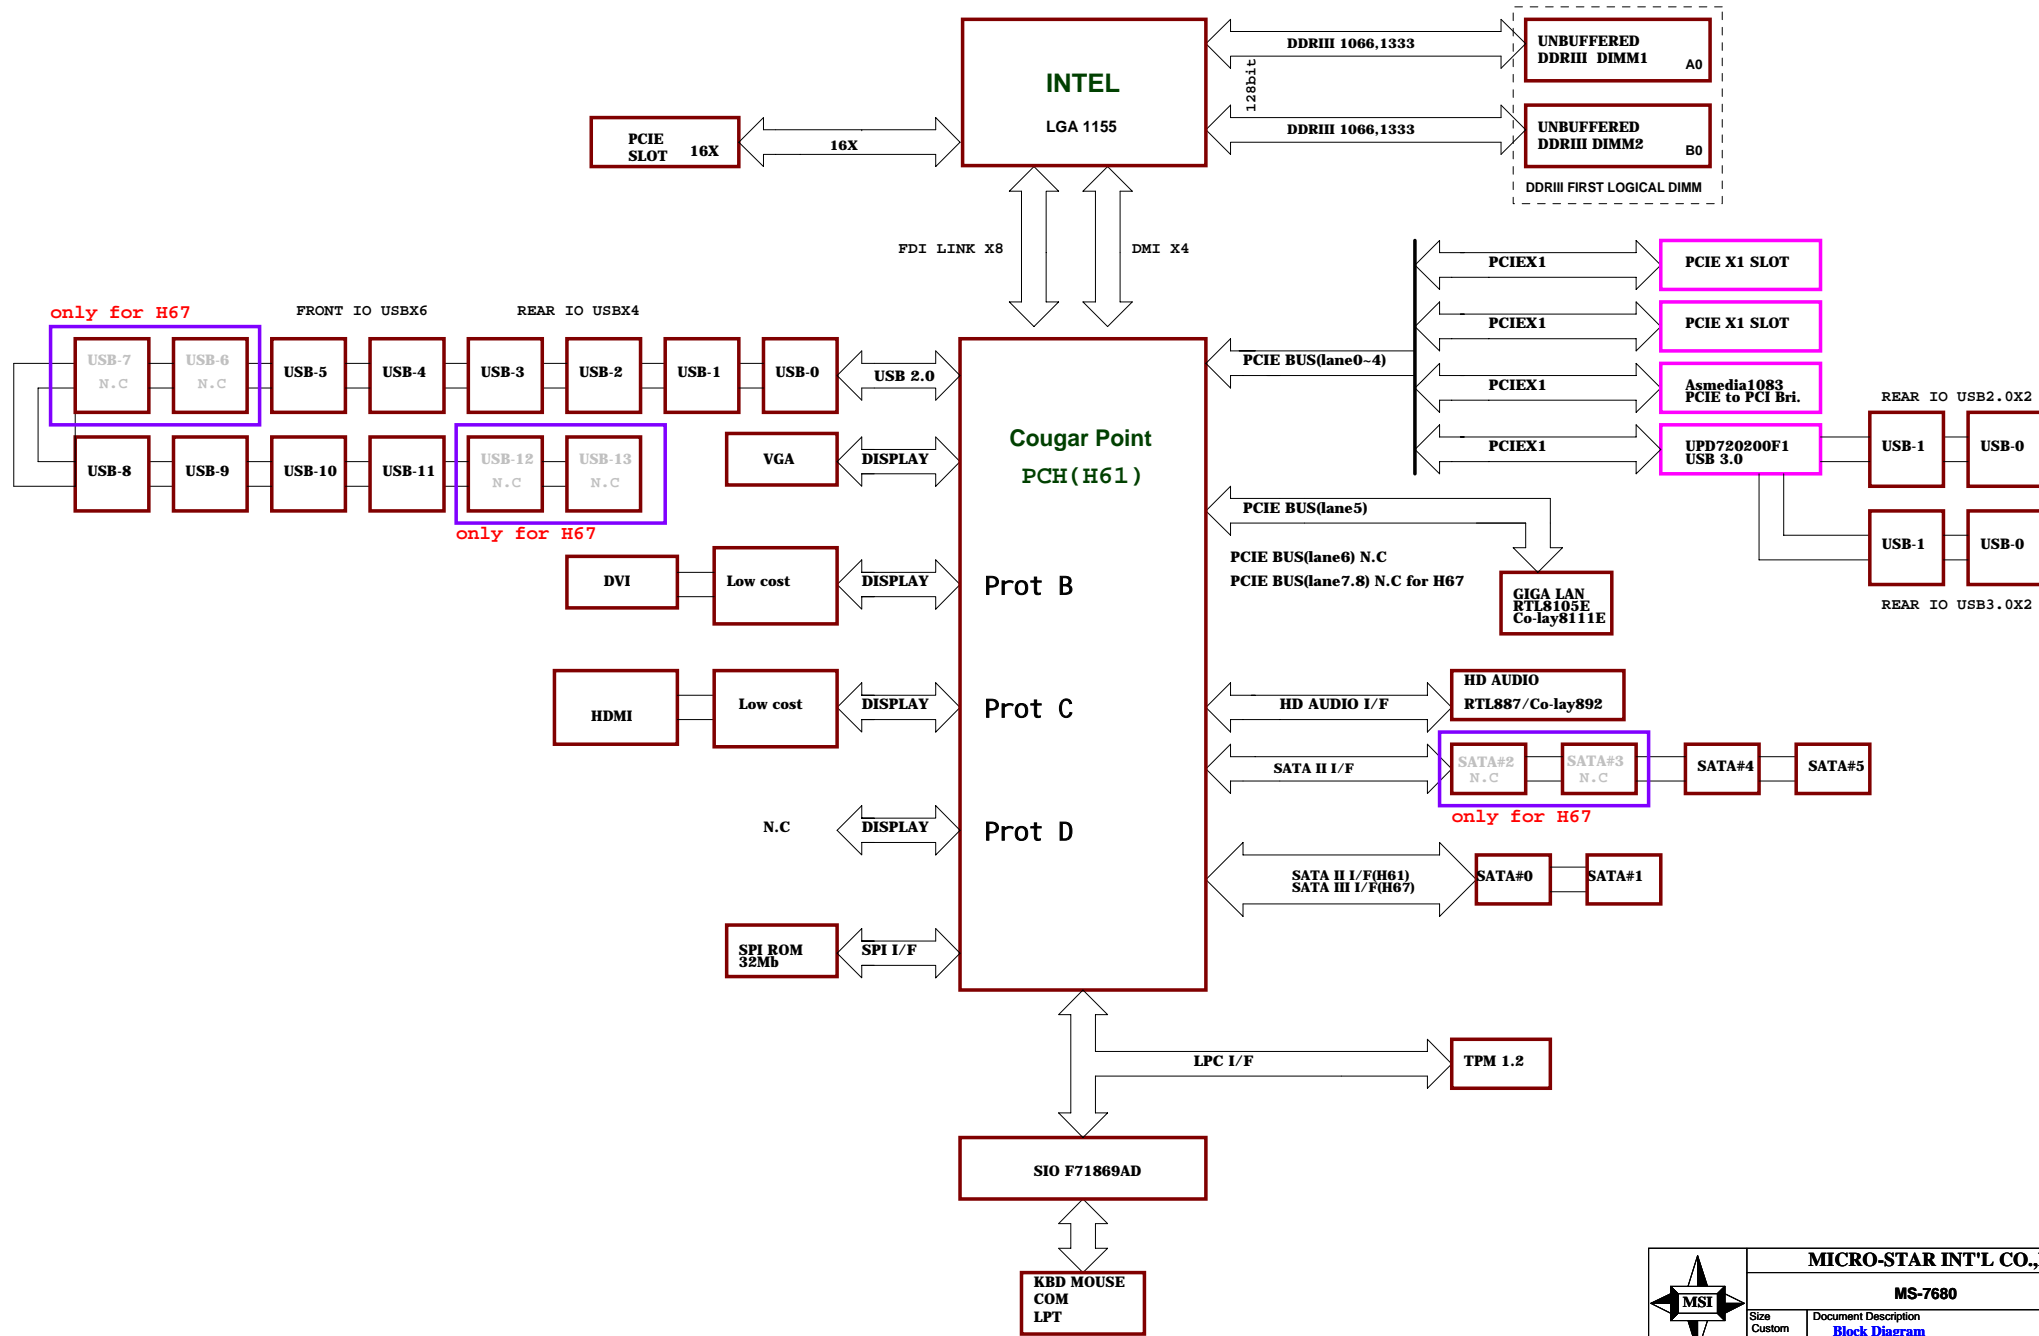 INTEL
LGA 1155
DDRIII 1066,1333
128bit
DDRIII 1066,1333
UNBUFFERED
DDRIII DIMM1
A0
UNBUFFERED
DDRIII DIMM2
B0
DDRIII FIRST LOGICAL DIMM
PCIE
SLOT 16X
16X
FDI LINK X8
DMI X4
only for H67
FRONT IO USBX6
REAR IO USBX4
USB-7
N.C
USB-6
N.C
USB-5
USB-4
USB-3
USB-2
USB-1
USB-0
USB 2.0
USB-8
USB-9
USB-10
USB-11
USB-12
N.C
USB-13
N.C
only for H67
VGA
DISPLAY
Cougar Point
PCH(H61)
PCIE BUS(lane0~4)
PCIEX1
PCIE X1 SLOT
PCIEX1
PCIE X1 SLOT
PCIEX1
Asmedia1083
PCIE to PCI Bri.
PCIEX1
UPD720200F1
USB 3.0
REAR IO USB2.0X2
USB-1
USB-0
USB-1
USB-0
REAR IO USB3.0X2
PCIE BUS(lane5)
PCIE BUS(lane6) N.C
PCIE BUS(lane7.8) N.C for H67
GIGA LAN
RTL8105E
Co-lay8111E
DVI
Low cost
DISPLAY
Prot B
HDMI
Low cost
DISPLAY
Prot C
HD AUDIO I/F
HD AUDIO
RTL887/Co-lay892
SATA II I/F
SATA#2
N.C
SATA#3
N.C
SATA#4
SATA#5
only for H67
N.C
DISPLAY
Prot D
SATA II I/F(H61)
SATA III I/F(H67)
SATA#0
SATA#1
SPI ROM
32Mb
SPI I/F
LPC I/F
TPM 1.2
SIO F71869AD
KBD MOUSE
COM
LPT
MSI
MICRO-STAR INT'L CO.,
MS-7680
Size
Custom
Document Description
Block Diagram